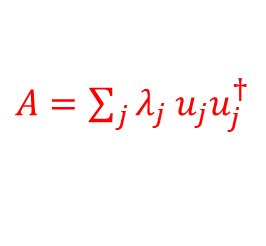 A = ∑_j λ_j u_j u_j^†